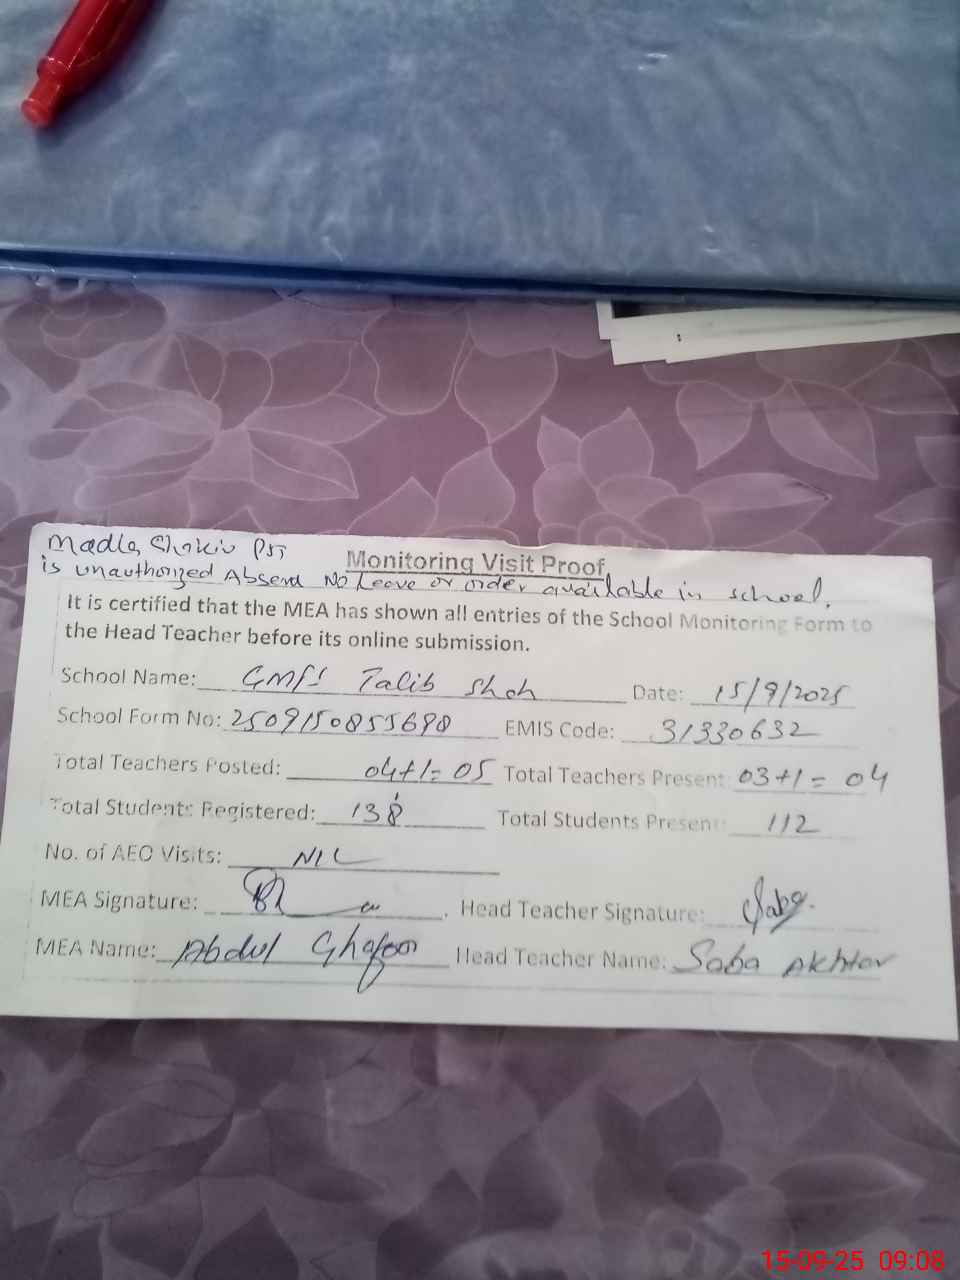 Madla Shakir PST
Monitoring Visit Proof
is unauthorized Absend No Leave or order available in school.
It is certified that the MEA has shown all entries of the School Monitoring Form to
the Head Teacher before its online submission.
School Name: GMPS Talib Shah Date: 15/9/2025
School Form No: 2509150855698 EMIS Code: 31330632
Total Teachers Posted: 04+1= 05 Total Teachers Present: 03+1= 04
Total Students Registered: 138 Total Students Present: 112
No. of AEO Visits: NIL
MEA Signature: Head Teacher Signature: Saba
MEA Name: Abdul Ghafoor Head Teacher Name: Saba Akhtar
15-09-25 09:08